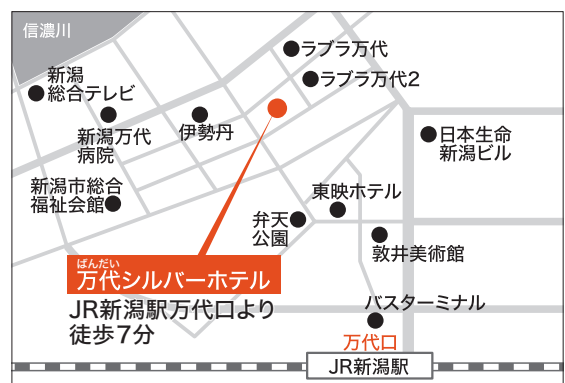 信濃川
ラブラ万代
ラブラ万代2
新潟
総合テレビ
新潟万代
病院
伊勢丹
日本生命
新潟ビル
新潟市総合
福祉会館
東映ホテル
弁天
公園
敦井美術館
ばんだい
万代シルバーホテル
JR新潟駅万代口より
徒歩7分
バスターミナル
万代口
JR新潟駅